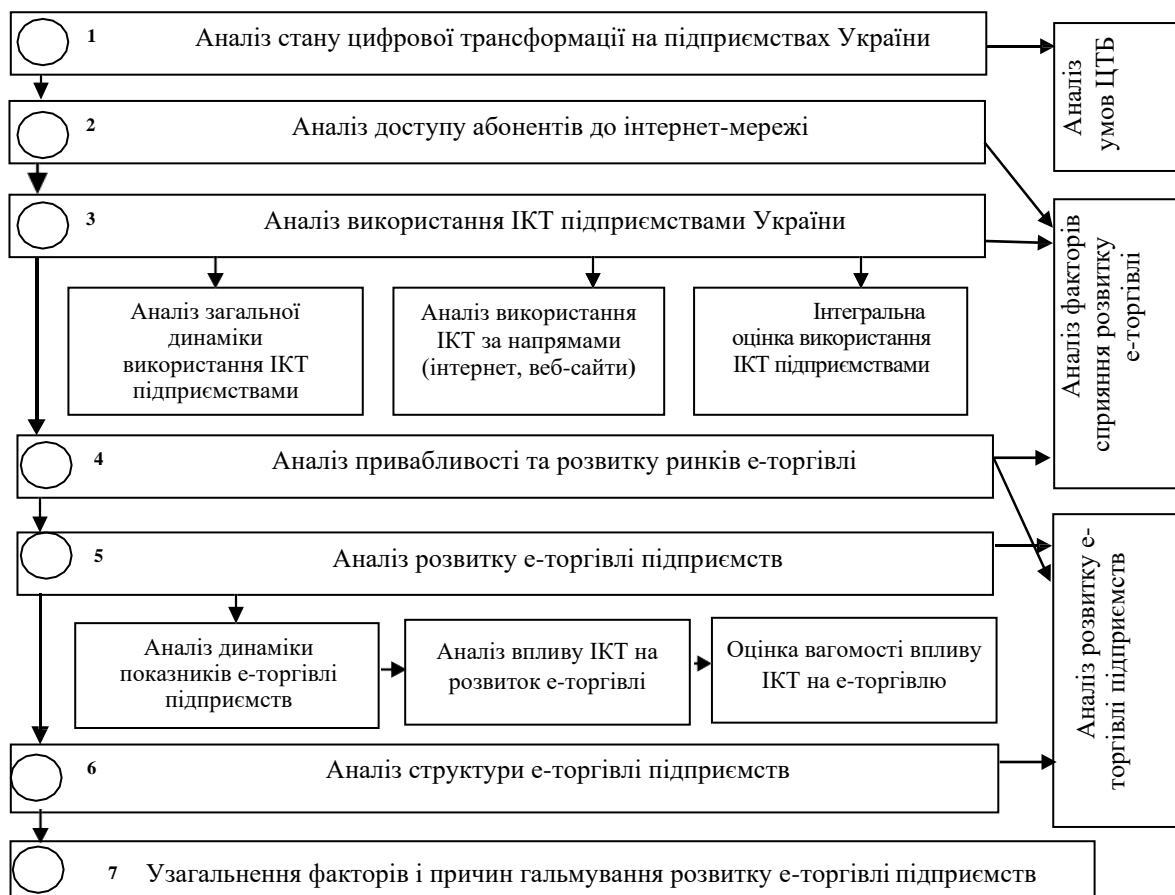 1 Аналіз стану цифрової трансформації на підприємствах України
Аналіз
умов ЦТБ
2 Аналіз доступу абонентів до інтернет-мережі
3 Аналіз використання ІКТ підприємствами України
Аналіз факторів
сприяння розвитку
е-торгівлі
Аналіз загальної
динаміки
використання ІКТ
підприємствами
Аналіз використання
ІКТ за напрямами
(інтернет, веб-сайти)
Інтегральна
оцінка використання
ІКТ підприємствами
4 Аналіз привабливості та розвитку ринків е-торгівлі
5 Аналіз розвитку е-торгівлі підприємств
Аналіз розвитку е-
торгівлі підприємств
Аналіз динаміки
показників е-торгівлі
підприємств
Аналіз впливу ІКТ на
розвиток е-торгівлі
Оцінка вагомості впливу
ІКТ на е-торгівлю
6 Аналіз структури е-торгівлі підприємств
7 Узагальнення факторів і причин гальмування розвитку е-торгівлі підприємств